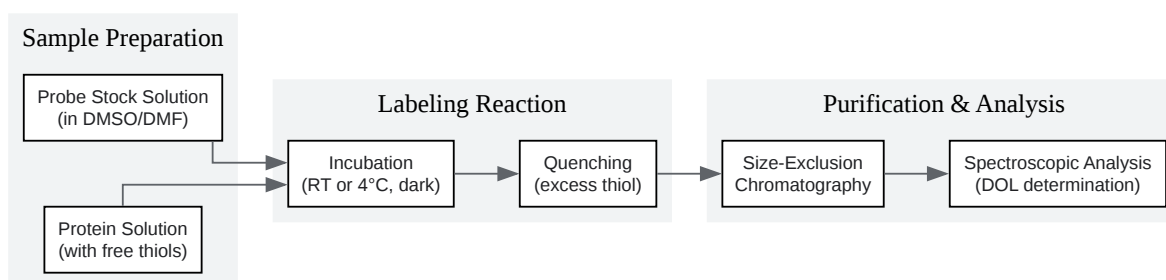 Sample Preparation
Probe Stock Solution
(in DMSO/DMF)
Protein Solution
(with free thiols)
Labeling Reaction
Incubation
(RT or 4°C, dark)
Quenching
(excess thiol)
Purification & Analysis
Size-Exclusion
Chromatography
Spectroscopic Analysis
(DOL determination)